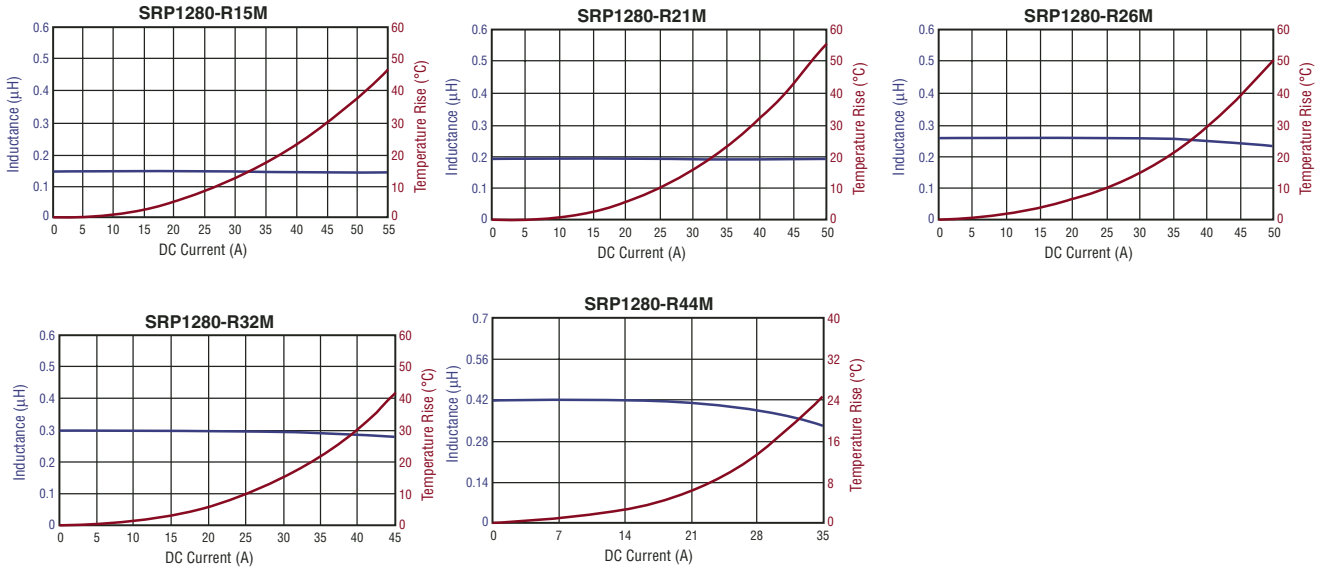 SRP1280-R15M
0.6
0.5
0.4
0.3
0.2
0.1
0
Inductance (µH)
60
50
40
30
20
10
0
Temperature Rise (°C)
0 5 10 15 20 25 30 35 40 45 50 55
DC Current (A)
SRP1280-R21M
0.6
0.5
0.4
0.3
0.2
0.1
0
Inductance (µH)
60
50
40
30
20
10
0
Temperature Rise (°C)
0 5 10 15 20 25 30 35 40 45 50
DC Current (A)
SRP1280-R26M
0.6
0.5
0.4
0.3
0.2
0.1
0
Inductance (µH)
60
50
40
30
20
10
0
Temperature Rise (°C)
0 5 10 15 20 25 30 35 40 45 50
DC Current (A)
SRP1280-R32M
0.6
0.5
0.4
0.3
0.2
0.1
0
Inductance (µH)
60
50
40
30
20
10
0
Temperature Rise (°C)
0 5 10 15 20 25 30 35 40 45
DC Current (A)
SRP1280-R44M
0.7
0.56
0.42
0.28
0.14
0
Inductance (µH)
40
32
24
16
8
0
Temperature Rise (°C)
0 7 14 21 28 35
DC Current (A)